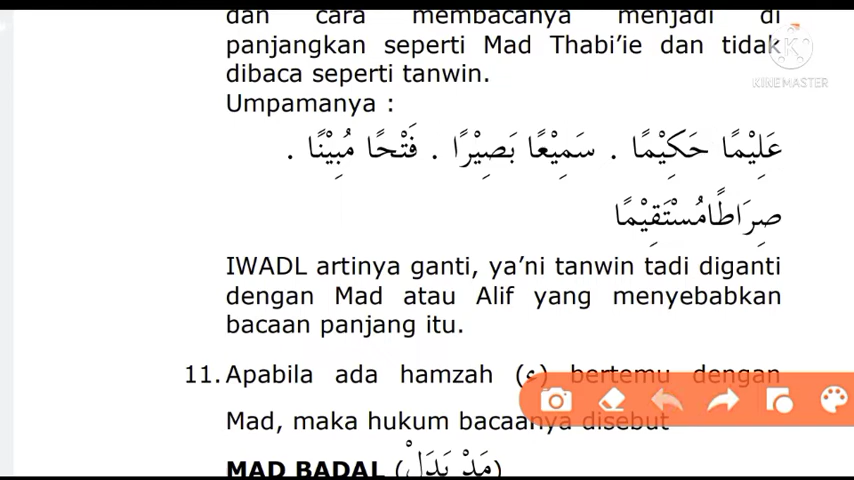 dan cara membacanya menjadi di
panjangkan seperti Mad Thabi'ie dan tidak
dibaca seperti tanwin.
KINEMASTER
Umpamanya :
عَلِيْمًا حَكِيْمًا . سَمِيْعًا بَصِيْرًا . فَتْحًا مُبِيْنًا .
صِرَاطًامُسْتَقِيْمًا
IWADL artinya ganti, ya'ni tanwin tadi diganti
dengan Mad atau Alif yang menyebabkan
bacaan panjang itu.
11. Apabila ada hamzah (ء) bertemu dengan
Mad, maka hukum bacaanya disebut
MAD BADAL (مَدْ بَدَلْ)